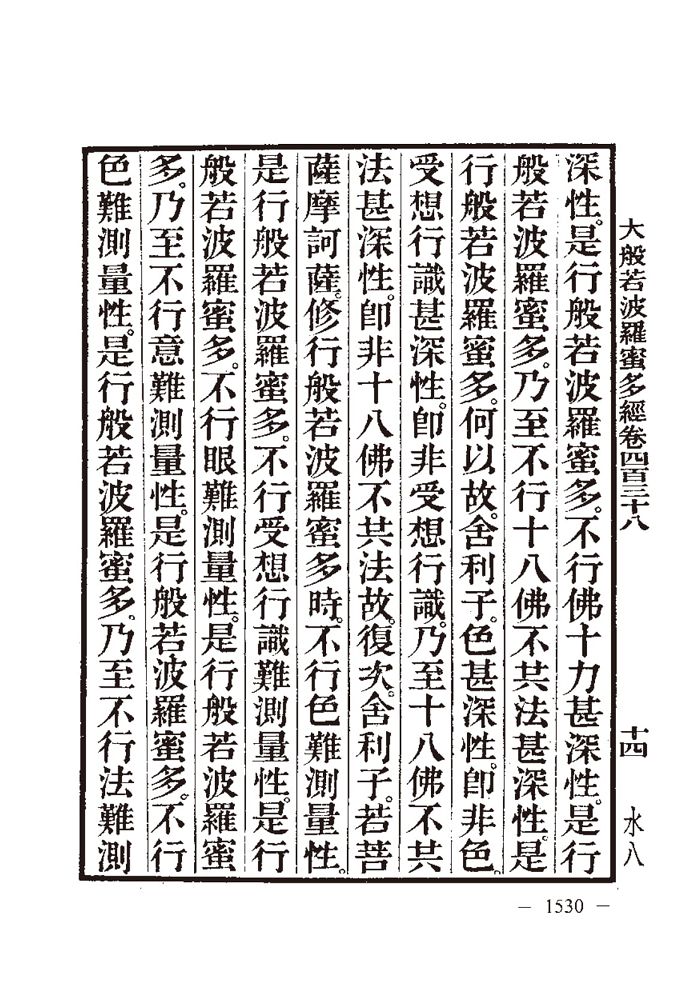 大般若波羅蜜多經卷四百三十八
十四
水八
深性。是行般若波羅蜜多。不行佛十力甚深性。是行
般若波羅蜜多。乃至不行十八佛不共法甚深性。是
行般若波羅蜜多。何以故。舍利子。色甚深性。卽非色。
受想行識甚深性。卽非受想行識。乃至十八佛不共
法甚深性。卽非十八佛不共法故。復次。舍利子。若菩
薩摩訶薩。修行般若波羅蜜多時。不行色難測量性。
是行般若波羅蜜多。不行受想行識難測量性。是行
般若波羅蜜多。不行眼難測量性。是行般若波羅蜜
多。乃至不行意難測量性。是行般若波羅蜜多。不行
色難測量性。是行般若波羅蜜多。乃至不行法難測
— 1530 —